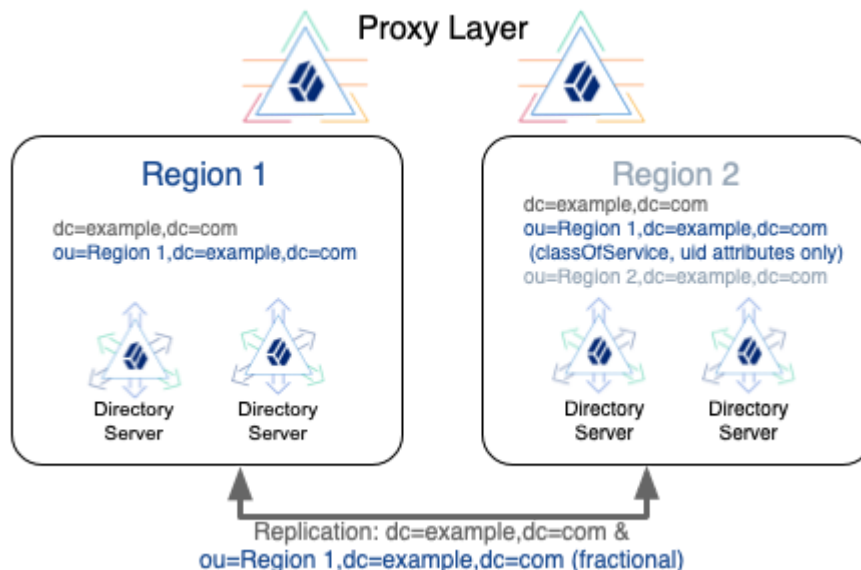 Proxy Layer
Region 1
dc=example,dc=com
ou=Region 1,dc=example,dc=com
Directory
Server
Directory
Server
Region 2
dc=example,dc=com
ou=Region 1,dc=example,dc=com
(classOfService, uid attributes only)
ou=Region 2,dc=example,dc=com
Directory
Server
Directory
Server
Replication: dc=example,dc=com &
ou=Region 1,dc=example,dc=com (fractional)